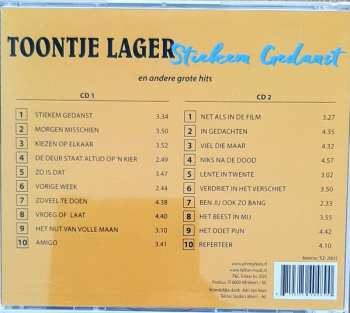 TOONTJE LAGER Stiekem Gedanst
en andere grote hits
CD 1
1 STIEKEM GEDANST 3.34
2 MORGEN MISSCHIEN 3.50
3 KIEZEN OP ELKAAR 3.52
4 DE DEUR STAAT ALTIJD OP 'N KIER 2.49
5 ZO IS DAT 3.47
6 VORIGE WEEK 2.44
7 ZOVEEL TE DOEN 4.38
8 VROEG OF LAAT 4.40
9 HET NUT VAN VOLLE MAAN 3.10
10 AMIGO 3.41
CD 2
1 NET ALS IN DE FILM 3.27
2 IN GEDACHTEN 3.35
3 VIEL DIE MAAR 3.32
4 NIKS NA DE DOOD 4.57
5 LENTE IN TWENTE 3.02
6 VERDRIET IN HET VERSCHIET 3.50
7 BEN JIJ OOK ZO BANG 2.33
8 HET BEEST IN MIJ 3.55
9 HET DOET PIJN 4.42
10 REPERTEER 4.10